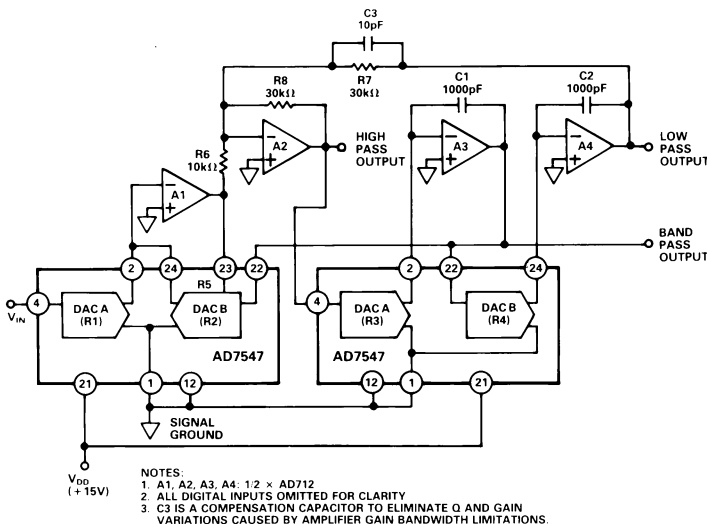 C3
10pF
R8
30kΩ
R7
30kΩ
C1
1000pF
C2
1000pF
R6
10kΩ
− + A1
− + A2
− + A3
− + A4
HIGH
PASS
OUTPUT
LOW
PASS
OUTPUT
BAND
PASS
OUTPUT
2
24
23
22
R5
4
VIN
DAC A
(R1)
DAC B
(R2)
AD7547
21
1
12
2
22
24
4
DAC A
(R3)
DAC B
(R4)
AD7547
12
1
21
SIGNAL
GROUND
VDD
(+15V)
NOTES:
1. A1, A2, A3, A4: 1/2 × AD712
2. ALL DIGITAL INPUTS OMITTED FOR CLARITY
3. C3 IS A COMPENSATION CAPACITOR TO ELIMINATE Q AND GAIN
VARIATIONS CAUSED BY AMPLIFIER GAIN BANDWIDTH LIMITATIONS.